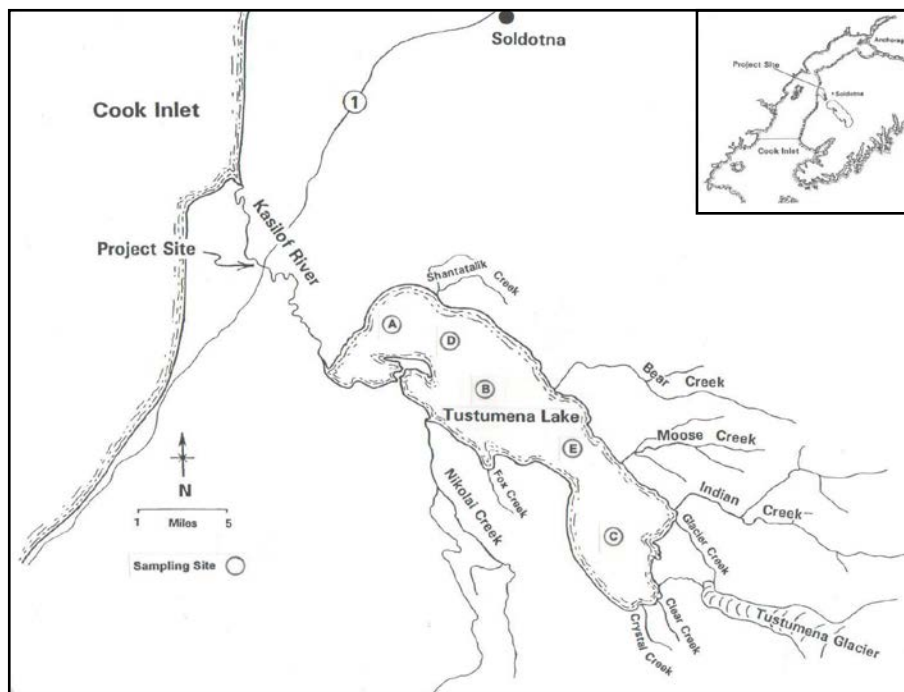 Soldotna
Cook Inlet
1
Kasilof River
Project Site
Shantatalik
Creek
A
D
B
Tustumena Lake
E
C
Bear Creek
Moose Creek
Indian
Creek
Nikolai Creek
Fox Creek
Glacier Creek
Clear Creek
Crystal Creek
Tustumena Glacier
N
1 Miles 5
Sampling Site
Anchorag
Project Site
Soldotna
Cook Inlet